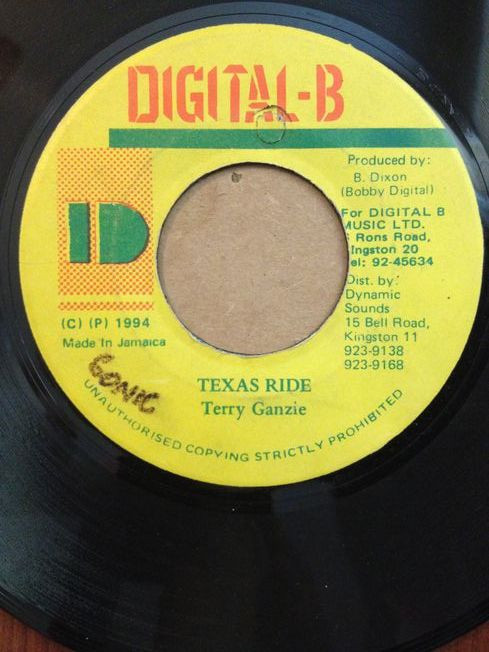 DIGITAL-B
Produced by:
B. Dixon
(Bobby Digital)
For DIGITAL B
MUSIC LTD.
Rons Road,
Kingston 20
Tel: 92-45634
Dist. by:
Dynamic
Sounds
15 Bell Road,
Kingston 11
923-9138
923-9168
D
(C) (P) 1994
Made In Jamaica
GONIC
TEXAS RIDE
Terry Ganzie
UNAUTHORISED COPYING STRICTLY PROHIBITED